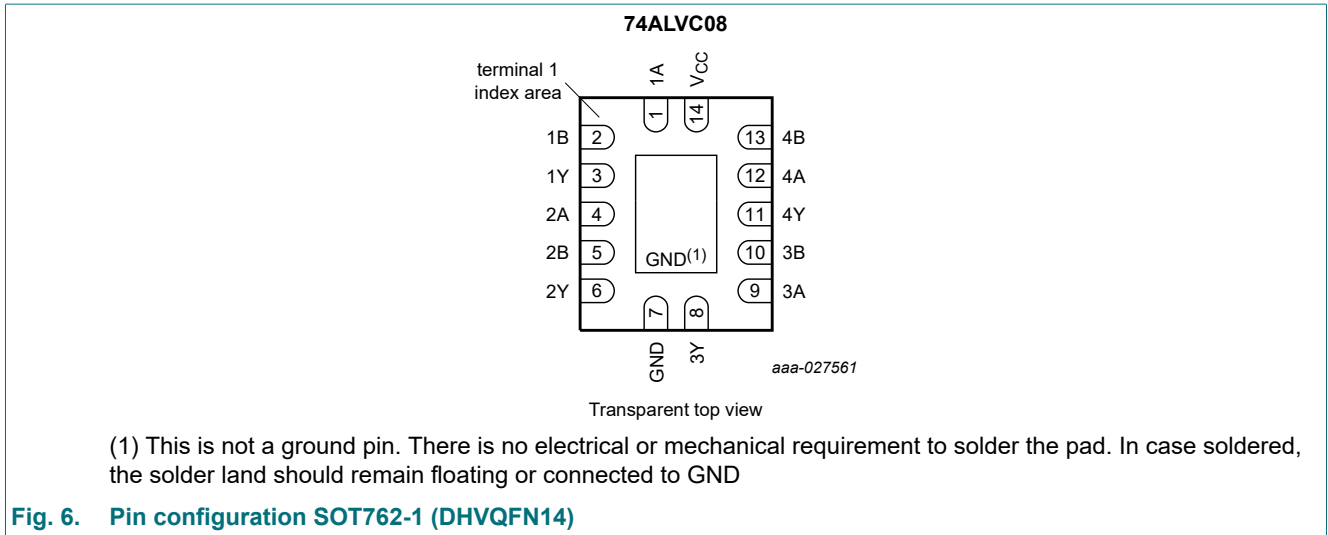 74ALVC08
terminal 1
index area
1A
VCC
1
14
1B 2
13 4B
1Y 3
12 4A
2A 4
11 4Y
2B 5
10 3B
2Y 6
9 3A
GND(1)
7
8
GND
3Y
aaa-027561
Transparent top view
(1) This is not a ground pin. There is no electrical or mechanical requirement to solder the pad. In case soldered,
the solder land should remain floating or connected to GND
Fig. 6. Pin configuration SOT762-1 (DHVQFN14)